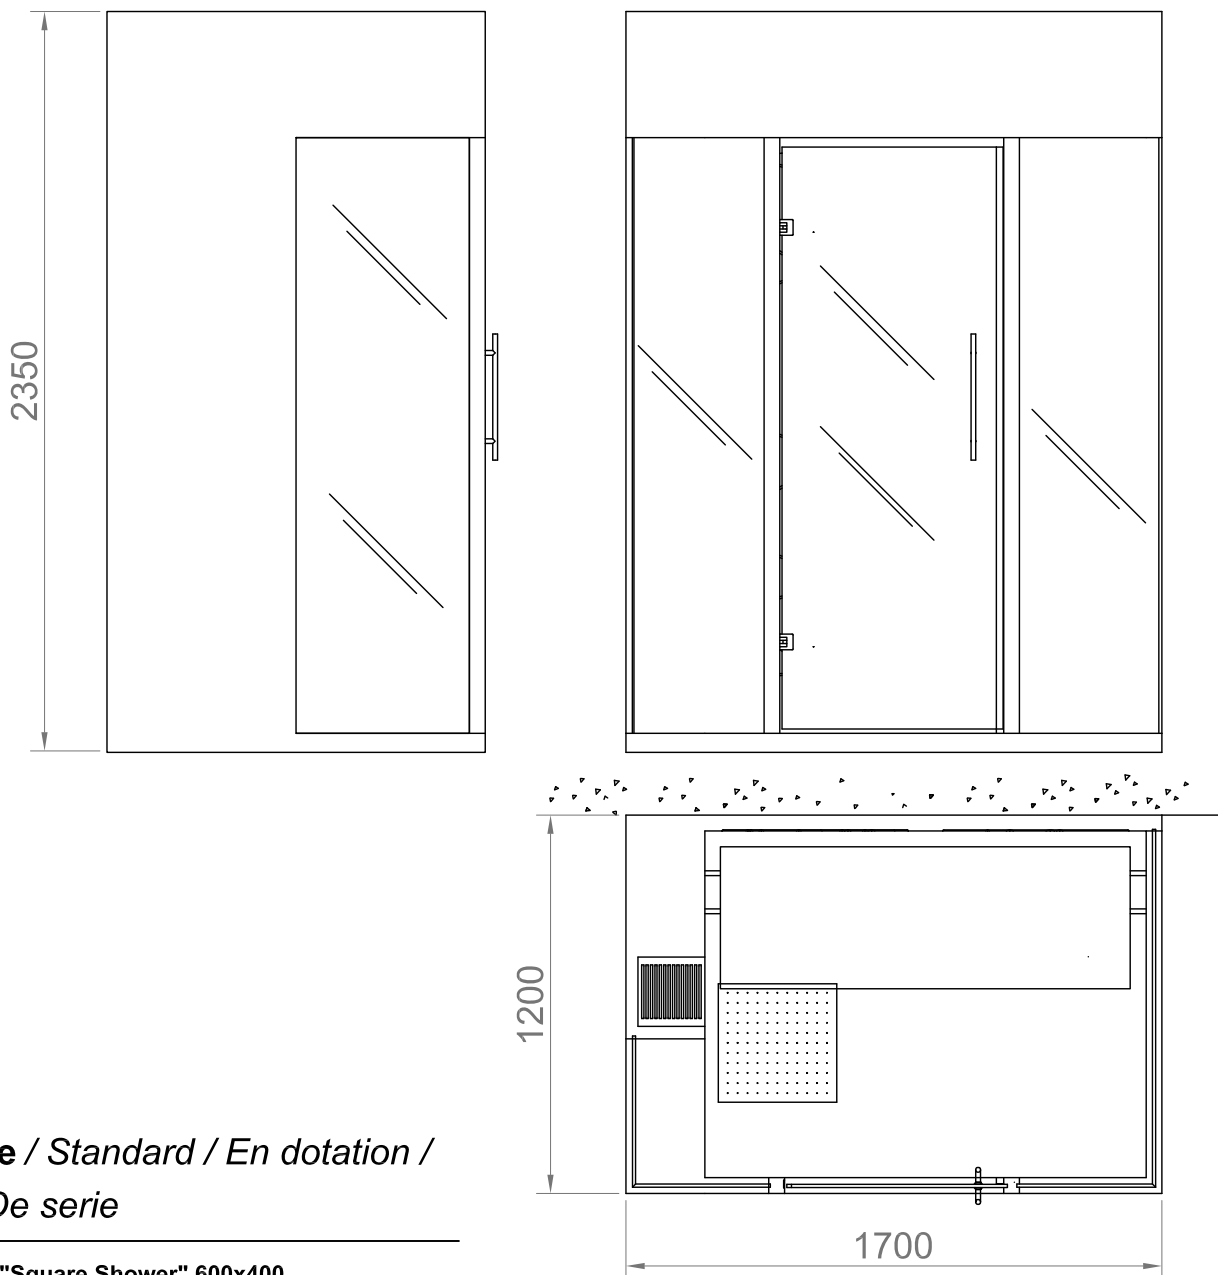 2350
1200
1700
e / Standard / En dotation /
De serie
"Square Shower" 600x400